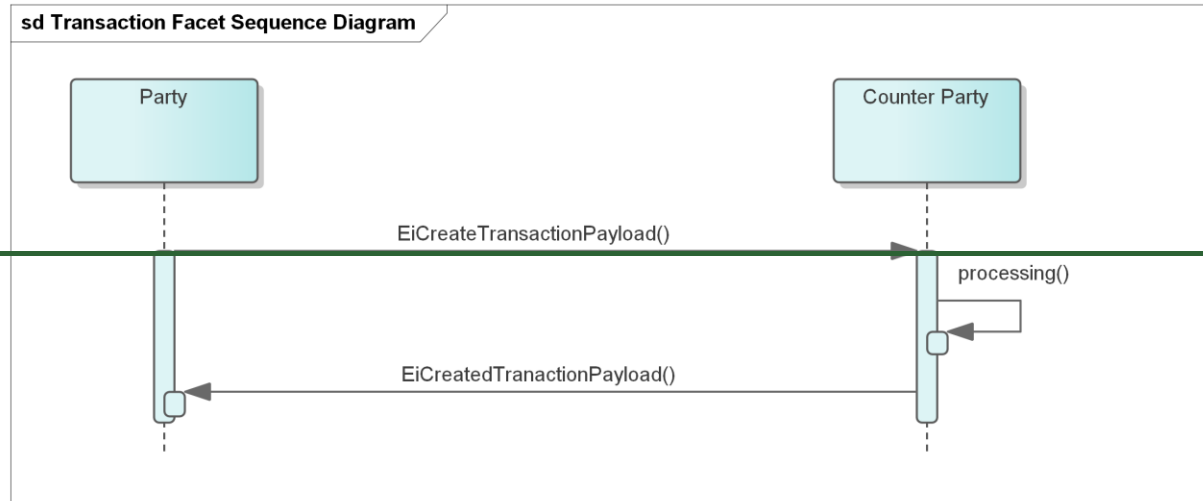 sd Transaction Facet Sequence Diagram
Party
Counter Party
EiCreateTransactionPayload()
processing()
EiCreatedTranactionPayload()